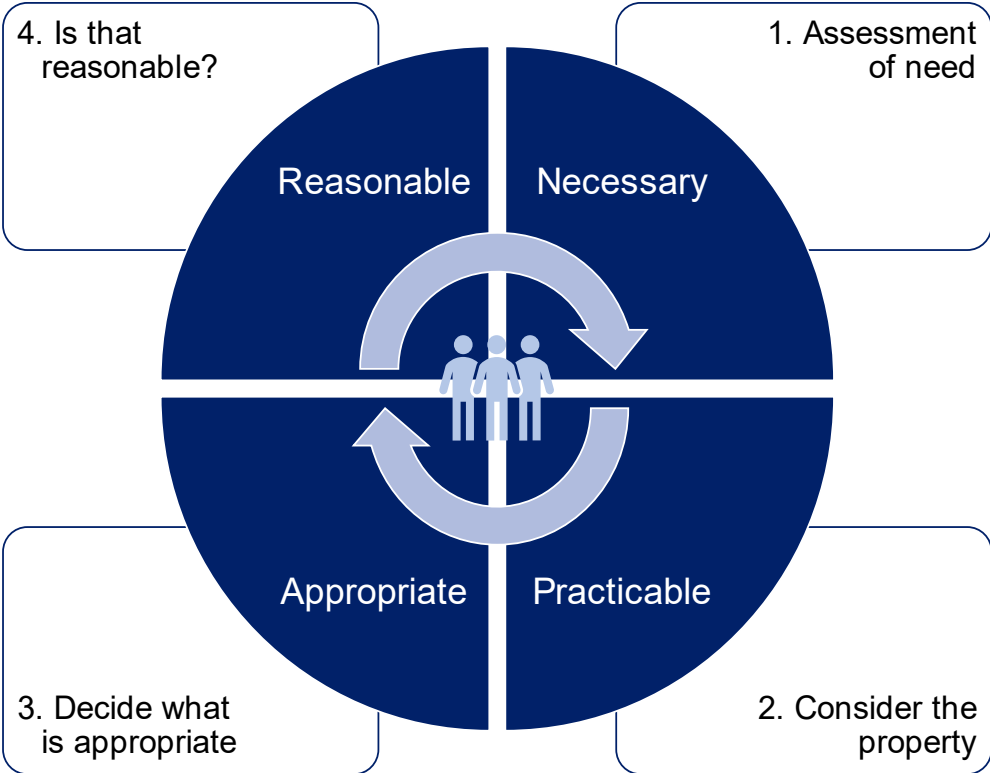 4. Is that
reasonable?
1. Assessment
of need
Reasonable
Necessary
Appropriate
Practicable
3. Decide what
is appropriate
2. Consider the
property